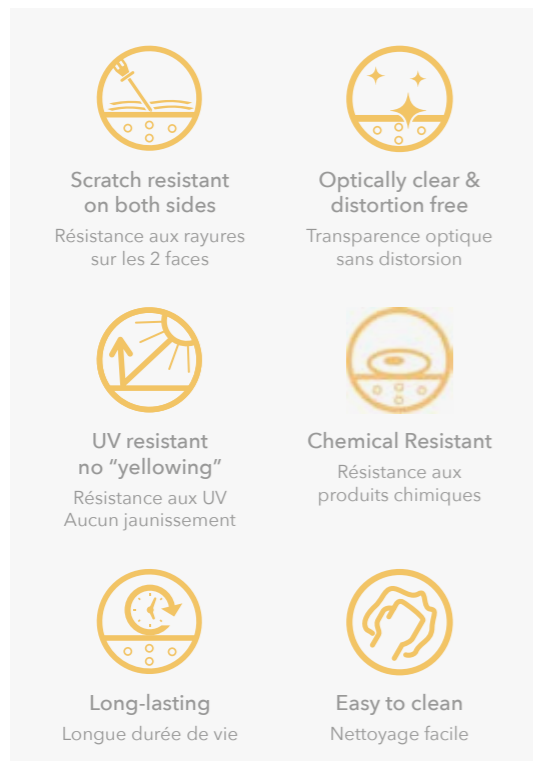 Scratch resistant
on both sides
Résistance aux rayures
sur les 2 faces
Optically clear &
distortion free
Transparence optique
sans distorsion
UV resistant
no “yellowing”
Résistance aux UV
Aucun jaunissement
Chemical Resistant
Résistance aux
produits chimiques
Long-lasting
Longue durée de vie
Easy to clean
Nettoyage facile